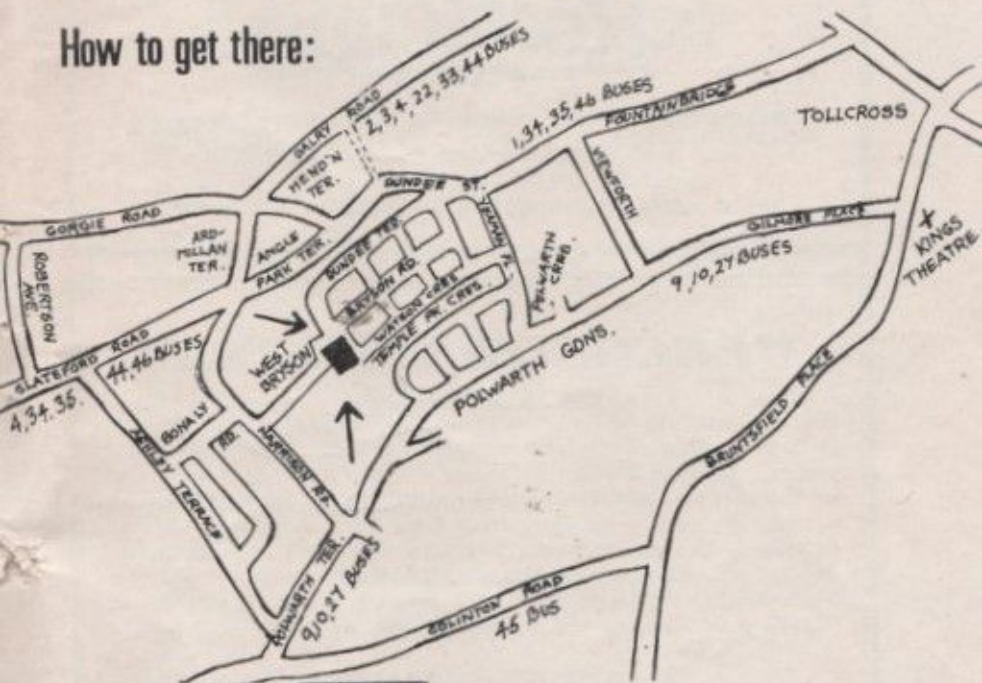 How to get there:
DALRY ROAD
2, 3, 4, 22, 33, 44 BUSES
1, 34, 35, 46 BUSES
FOUNTAINBRIDGE
TOLLCROSS
HEND'N
TER.
DUNDEE ST.
VIEWFORTH
GORGIE ROAD
ARD-
MILLAN
TER.
ANGLE
PARK TER.
DUNDEE TER.
YEAMAN PL.
POLWARTH
CRES.
GILMORE PLACE
9, 10, 27 BUSES
KINGS
THEATRE
ROBERTSON
AVE
BRYSON RD.
WATSON CRES
TEMPLE PK CRES.
SLATEFORD ROAD
44, 46 BUSES
4, 34. 35.
WEST
BRYSON
POLWARTH GDNS.
BONALY
RD.
HARRISON RD.
BRUNTSFIELD PLACE
TERRACE
POLWARTH TER.
9, 10, 27 BUSES
COLINTON ROAD
45 BUS